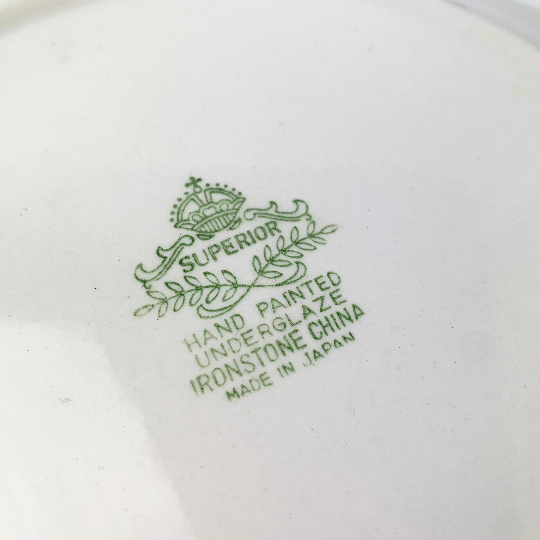 SUPERIOR
HAND PAINTED
UNDERGLAZE
IRONSTONE CHINA
MADE IN JAPAN